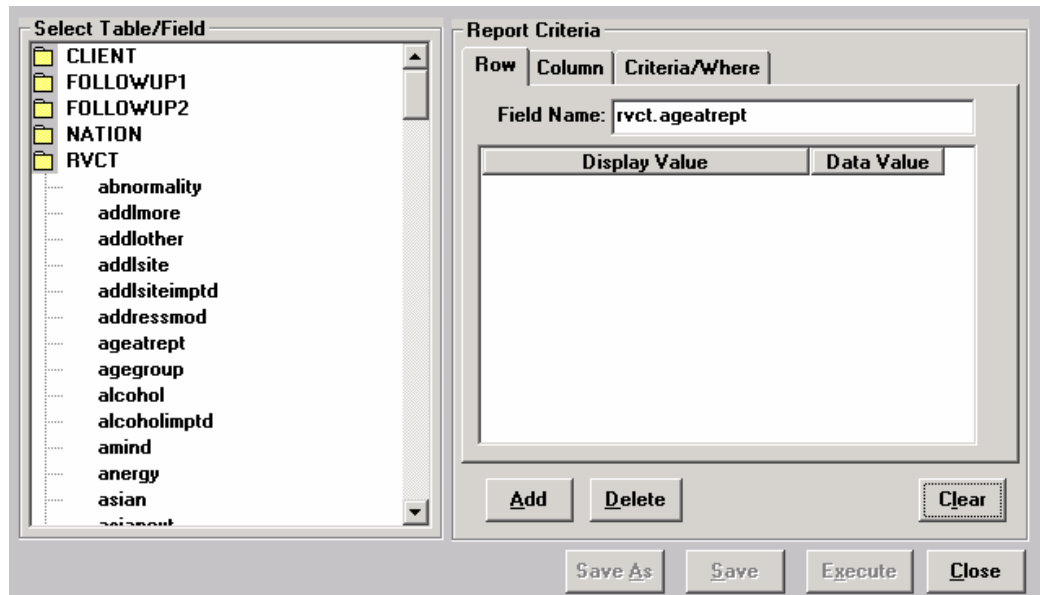 Select Table/Field
CLIENT
FOLLOWUP1
FOLLOWUP2
NATION
RVCT
abnormality
addlmore
addlother
addlsite
addlsiteimptd
addressmod
ageatrept
agegroup
alcohol
alcoholimptd
amind
anergy
asian
Report Criteria
Row Column Criteria/Where
Field Name: rvct.ageatrept
Display Value Data Value
Add Delete Clear
Save As Save Execute Close